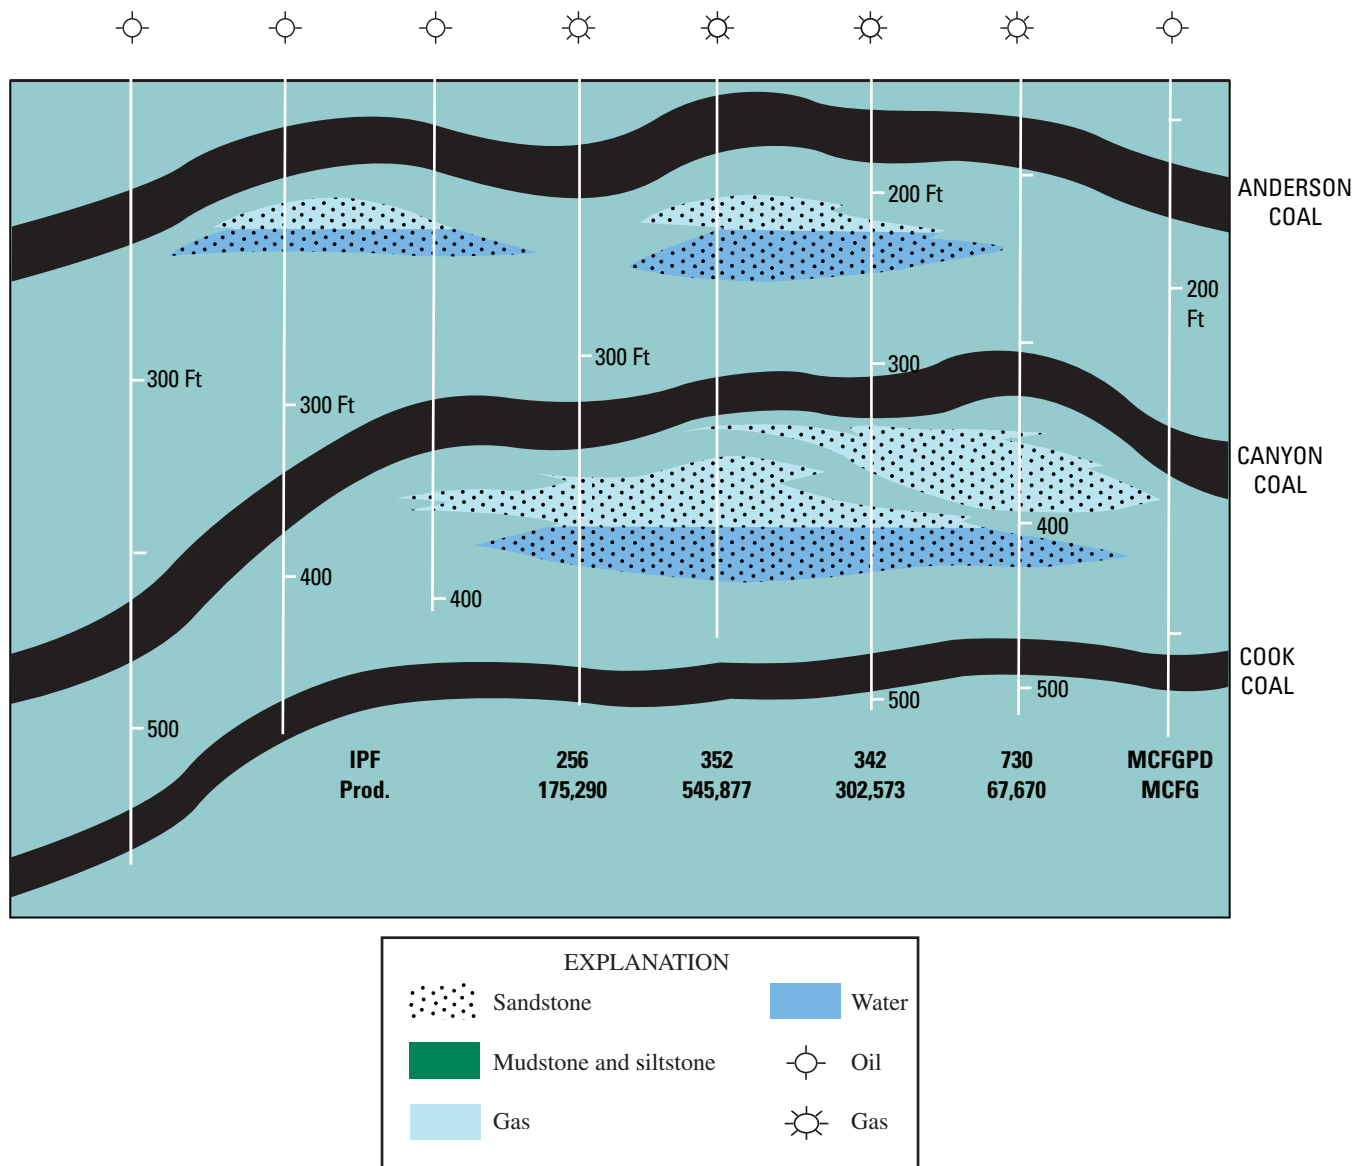 200 Ft
ANDERSON
COAL
200
Ft
300 Ft
300
300 Ft
300 Ft
CANYON
COAL
400
400
400
COOK
COAL
500
500
500
IPF 256 352 342 730 MCFGPD
Prod. 175,290 545,877 302,573 67,670 MCFG
EXPLANATION
Sandstone
Water
Mudstone and siltstone
Oil
Gas
Gas